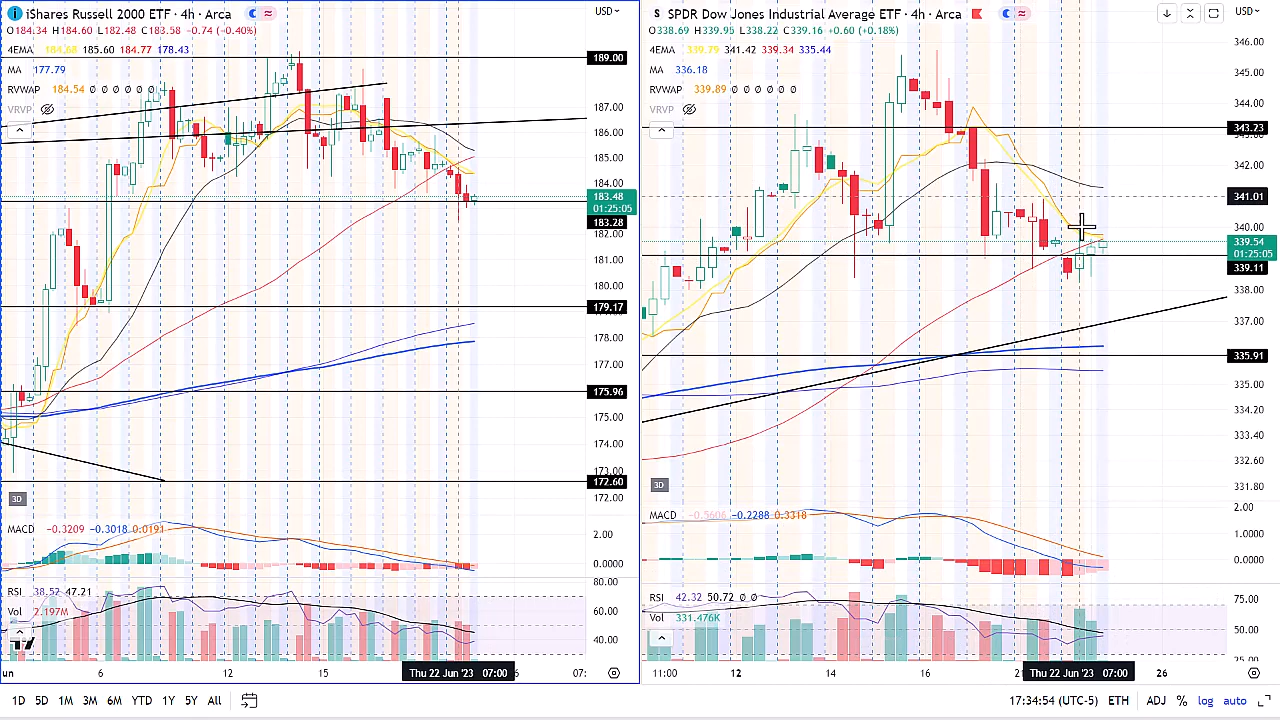 iShares Russell 2000 ETF · 4h · Arca
USD
O184.34 H184.60 L182.48 C183.58 −0.74 (−0.40%)
4EMA 184.68 185.60 184.77 178.43
MA 177.79
RVWAP 184.54 0 0 0 0 0 0
VRVP
189.00
187.00
186.00
185.00
184.00
183.48
01:25:05
183.28
182.00
181.00
180.00
179.17
178.00
177.00
175.96
175.00
174.00
173.00
172.60
172.00
3D
MACD −0.3209 −0.3018 0.0191
2.00
0.0000
RSI 38.52 47.21
80.00
Vol 2.197M
60.00
40.00
un 6 12 15 Thu 22 Jun '23 07:00 6 07:
S SPDR Dow Jones Industrial Average ETF · 4h · Arca
USD
O338.69 H339.95 L338.22 C339.16 +0.60 (+0.18%)
4EMA 339.79 341.42 339.34 335.44
MA 336.18
RVWAP 339.89 0 0 0 0 0 0
VRVP
346.00
345.00
344.00
343.23
342.00
341.01
340.00
339.54
01:25:05
339.11
338.00
337.00
335.91
335.00
334.20
333.40
332.60
331.80
3D
MACD −0.5606 −0.2288 0.3318
2.00
1.0000
0.0000
RSI 42.32 50.72 ∅ ∅
75.00
Vol 331.476K
50.00
25.00
11:00 12 14 16 2 Thu 22 Jun '23 07:00 26
1D 5D 1M 3M 6M YTD 1Y 5Y All
17:34:54 (UTC-5) ETH ADJ % log auto